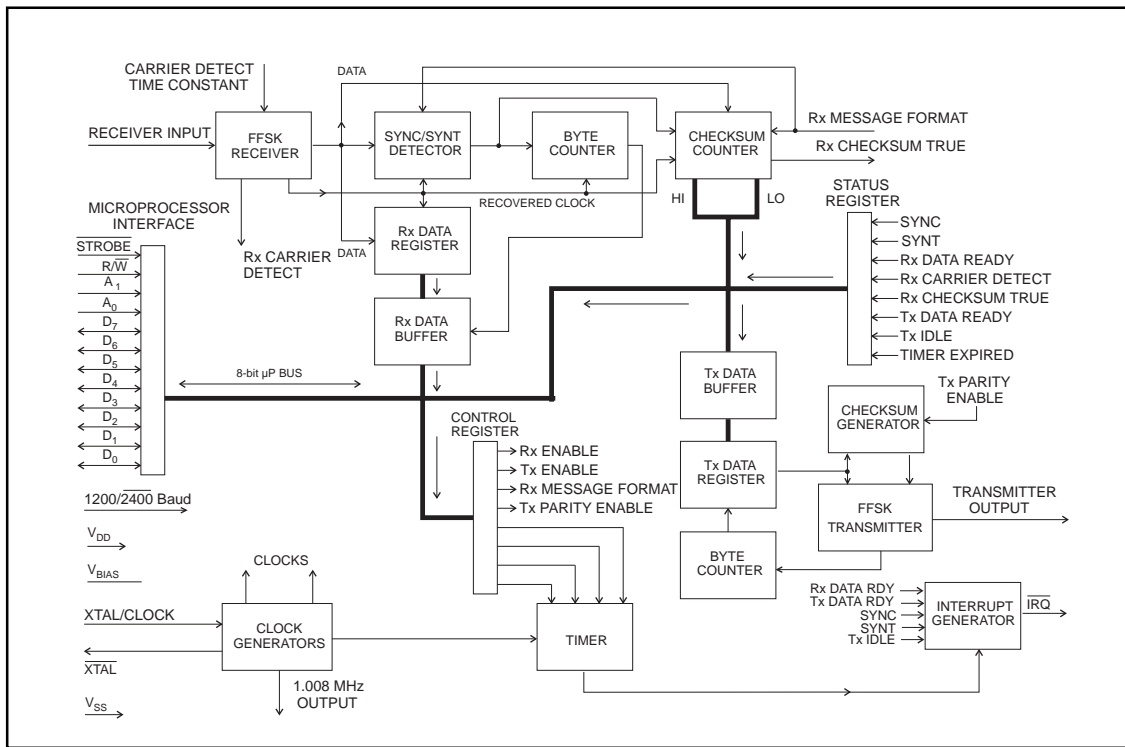 CARRIER DETECT
TIME CONSTANT
DATA
RECEIVER INPUT
FFSK
RECEIVER
SYNC/SYNT
DETECTOR
BYTE
COUNTER
CHECKSUM
COUNTER
Rx MESSAGE FORMAT
Rx CHECKSUM TRUE
RECOVERED CLOCK
HI
LO
STATUS
REGISTER
MICROPROCESSOR
INTERFACE
Rx CARRIER
DETECT
DATA
Rx DATA
REGISTER
Rx DATA
BUFFER
SYNC
SYNT
Rx DATA READY
Rx CARRIER DETECT
Rx CHECKSUM TRUE
Tx DATA READY
Tx IDLE
TIMER EXPIRED
STROBE
R/W
A1
A0
D7
D6
D5
D4
D3
D2
D1
D0
8-bit µP BUS
Tx DATA
BUFFER
Tx PARITY
ENABLE
CHECKSUM
GENERATOR
CONTROL
REGISTER
Rx ENABLE
Tx ENABLE
Rx MESSAGE FORMAT
Tx PARITY ENABLE
Tx DATA
REGISTER
FFSK
TRANSMITTER
TRANSMITTER
OUTPUT
BYTE
COUNTER
1200/2400 Baud
VDD
VBIAS
CLOCKS
XTAL/CLOCK
XTAL
CLOCK
GENERATORS
1.008 MHz
OUTPUT
VSS
TIMER
Rx DATA RDY
Tx DATA RDY
SYNC
SYNT
Tx IDLE
INTERRUPT
GENERATOR
IRQ